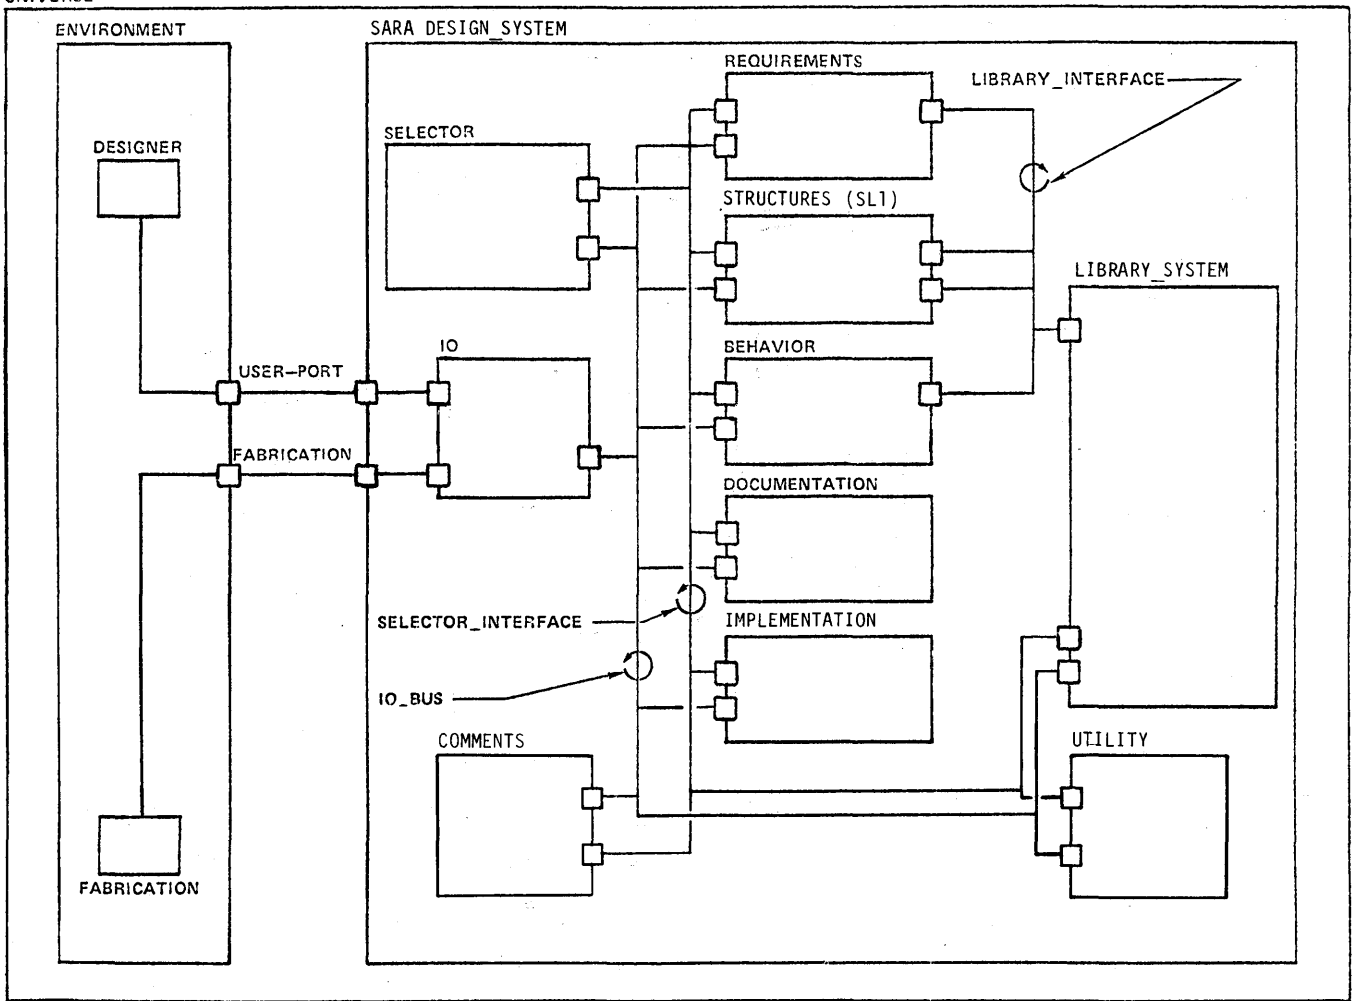 UNIVERSE
ENVIRONMENT
SARA DESIGN_SYSTEM
REQUIREMENTS
LIBRARY_INTERFACE
SELECTOR
DESIGNER
STRUCTURES (SL1)
LIBRARY_SYSTEM
IO
BEHAVIOR
USER-PORT
FABRICATION
DOCUMENTATION
SELECTOR_INTERFACE
IMPLEMENTATION
IO_BUS
COMMENTS
UTILITY
FABRICATION